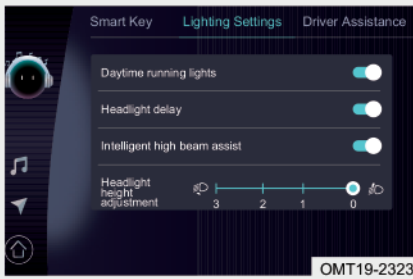 Smart Key Lighting Settings Driver Assistance
Daytime running lights
Headlight delay
Intelligent high beam assist
Headlight
height
adjustment
3 2 1 0
OMT19-2323